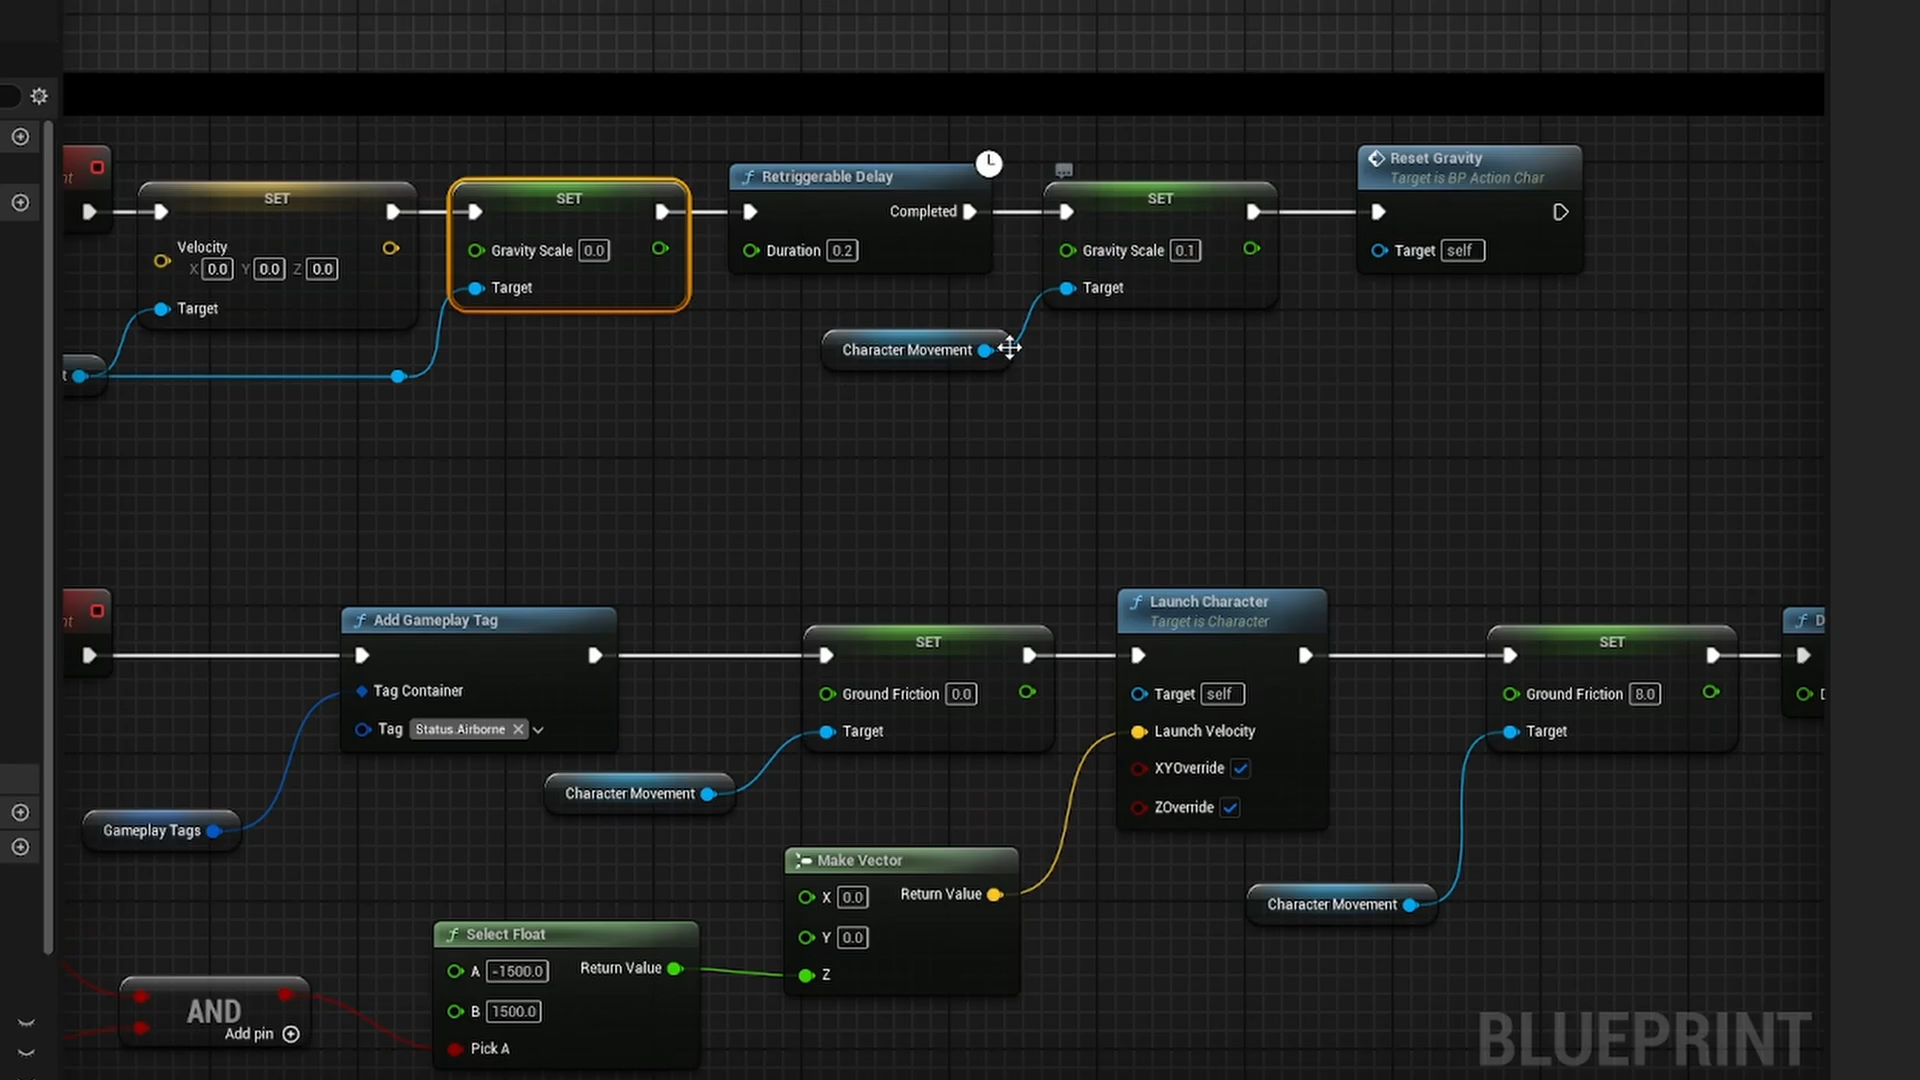 nt
SET
Velocity
X 0.0 Y 0.0 Z 0.0
Target
t
SET
Gravity Scale 0.0
Target
Retriggerable Delay
Completed
Duration 0.2
Character Movement
SET
Gravity Scale 0.1
Target
Reset Gravity
Target is BP Action Char
Target self
nt
Add Gameplay Tag
Tag Container
Tag Status.Airborne
Gameplay Tags
SET
Ground Friction 0.0
Target
Character Movement
Launch Character
Target is Character
Target self
Launch Velocity
XYOverride
ZOverride
SET
Ground Friction 8.0
Target
Character Movement
D
D
Make Vector
X 0.0 Return Value
Y 0.0
Z
Select Float
A -1500.0 Return Value
B 1500.0
Pick A
AND
Add pin
BLUEPRINT